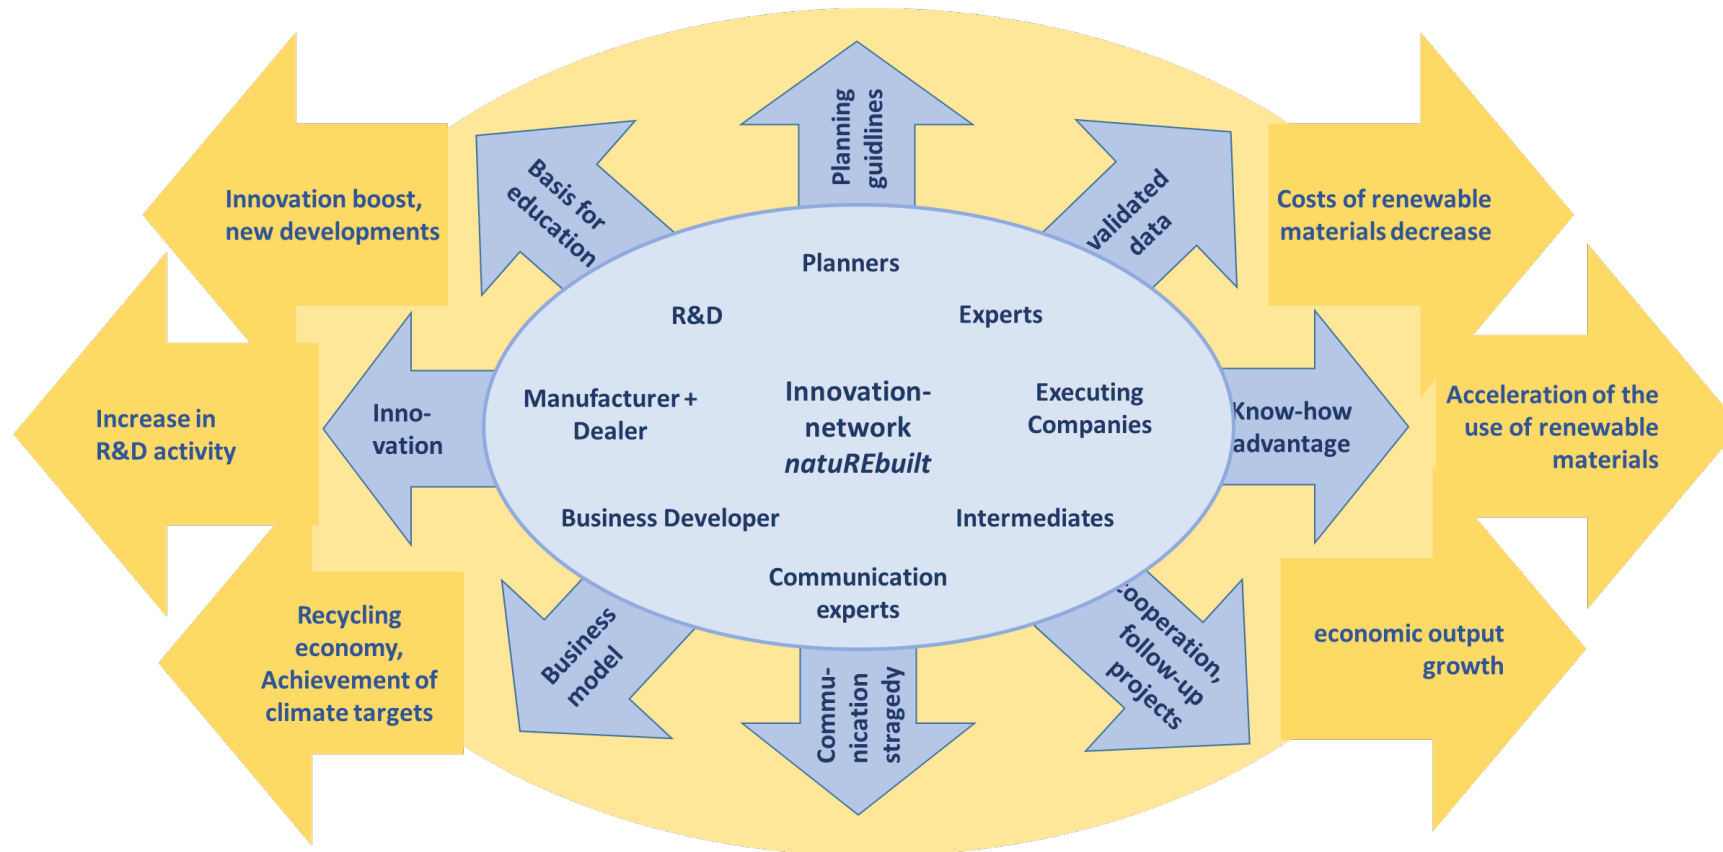 Planning
guidlines
Basis for
education
validated
data
Innovation boost,
new developments
Costs of renewable
materials decrease
Planners
R&D
Experts
Increase in
R&D activity
Inno-
vation
Manufacturer +
Dealer
Innovation-
network
natuREbuilt
Executing
Companies
Know-how
advantage
Acceleration of the
use of renewable
materials
Business Developer
Intermediates
Communication
experts
Recycling
economy,
Achievement of
climate targets
Business
model
Commu-
nication
stragedy
cooperation,
follow-up
projects
economic output
growth